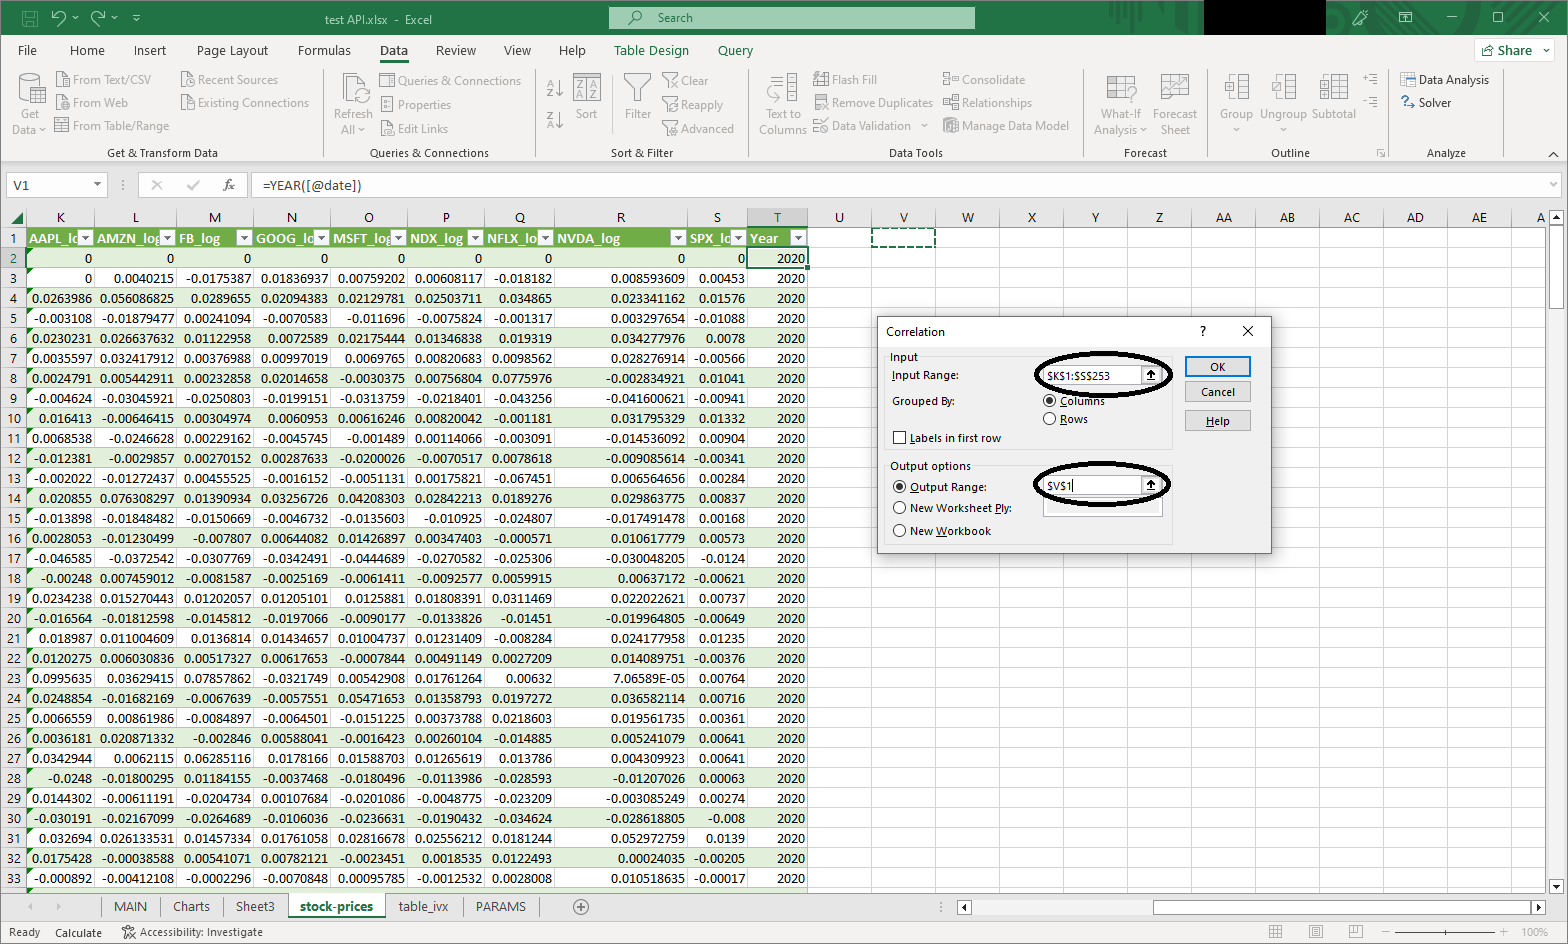 test API.xlsx - Excel
Search
File Home Insert Page Layout Formulas Data Review View Help Table Design Query Share
Get Data
From Text/CSV
From Web
From Table/Range
Recent Sources
Existing Connections
Get & Transform Data
Refresh All
Queries & Connections
Properties
Edit Links
Queries & Connections
Sort
Filter
Clear
Reapply
Advanced
Sort & Filter
Text to Columns
Flash Fill
Remove Duplicates
Data Validation
Consolidate
Relationships
Manage Data Model
Data Tools
What-If Analysis
Forecast Sheet
Forecast
Group
Ungroup
Subtotal
Outline
Data Analysis
Solver
Analyze
V1 fx =YEAR([@date])
K L M N O P Q R S T U V W X Y Z AA AB AC AD AE A
1 AAPL_lo AMZN_log FB_log GOOG_lo MSFT_log NDX_log NFLX_lo NVDA_log SPX_lo Year
2 0 0 0 0 0 0 0 0 0 2020
3 0 0.0040215 -0.0175387 0.01836937 0.00759202 0.00608117 -0.018182 0.008593609 0.00453 2020
4 0.0263986 0.056086825 0.0289655 0.02094383 0.02129781 0.02503711 0.034865 0.023341162 0.01576 2020
5 -0.003108 -0.01879477 0.00241094 -0.0070583 -0.011696 -0.0075824 -0.001317 0.003297654 -0.01088 2020
6 0.0230231 0.026637632 0.01122958 0.0072589 0.02175444 0.01346838 0.019319 0.034277976 0.0078 2020
7 0.0035597 0.032417912 0.00376988 0.00997019 0.0069765 0.00820683 0.0098562 0.028276914 -0.00566 2020
8 0.0024791 0.005442911 0.00232858 0.02014658 -0.0030375 0.00756804 0.0775976 -0.002834921 0.01041 2020
9 -0.004624 -0.03045921 -0.0250803 -0.0199151 -0.0313759 -0.0218401 -0.043256 -0.041600621 -0.00941 2020
10 0.016413 -0.00646415 0.00304974 0.0060953 0.00616246 0.00820042 -0.001181 0.031795329 0.01332 2020
11 0.0068538 -0.0246628 0.00229162 -0.0045745 -0.001489 0.00114066 -0.003091 -0.014536092 0.00904 2020
12 -0.012381 -0.0029857 0.00270152 0.00287633 -0.0200026 -0.0070517 0.0078618 -0.009085614 -0.00341 2020
13 -0.002022 -0.01272437 0.00455525 -0.0016152 -0.0051131 0.00175821 -0.067451 0.006564656 0.00284 2020
14 0.020855 0.076308297 0.01390934 0.03256726 0.04208303 0.02842213 0.0189276 0.029863775 0.00837 2020
15 -0.013898 -0.01848482 -0.0150669 -0.0046732 -0.0135603 -0.010925 -0.024807 -0.017491478 0.00168 2020
16 0.0028053 -0.01230499 -0.007807 0.00644082 0.01426897 0.00347403 -0.000571 0.010617779 0.00573 2020
17 -0.046585 -0.0372542 -0.0307769 -0.0342491 -0.0444689 -0.0270582 -0.025306 -0.030048205 -0.0124 2020
18 -0.00248 0.007459012 -0.0081587 -0.0025169 -0.0061411 -0.0092577 0.0059915 0.00637172 -0.00621 2020
19 0.0234238 0.015270443 0.01202057 0.01205101 0.0125881 0.01808391 0.0311469 0.022022621 0.00737 2020
20 -0.016564 -0.01812598 -0.0145812 -0.0197066 -0.0090177 -0.0133826 -0.01451 -0.019964805 -0.00649 2020
21 0.018987 0.011004609 0.0136814 0.01434657 0.01004737 0.01231409 -0.008284 0.024177958 0.01235 2020
22 0.0120275 0.006030836 0.00517327 0.00617653 -0.0007844 0.00491149 0.0027209 0.014089751 -0.00376 2020
23 0.0995635 0.03629415 0.07857862 -0.0321749 0.00542908 0.01761264 0.00632 7.06589E-05 0.00764 2020
24 0.0248854 -0.01682169 -0.0067639 -0.0057551 0.05471653 0.01358793 0.0197272 0.036582114 0.00716 2020
25 0.0066559 0.00861986 -0.0084897 -0.0064501 -0.0151225 0.00373788 0.0218603 0.019561735 0.00361 2020
26 0.0036181 0.020871332 -0.002846 0.00588041 -0.0016423 0.00260104 -0.014885 0.005241079 0.00641 2020
27 0.0342944 0.0062115 0.06285116 0.0178166 0.01588703 0.01265619 0.013786 0.004309923 0.00641 2020
28 -0.0248 -0.01800295 0.01184155 -0.0037468 -0.0180496 -0.0113986 -0.028593 -0.01207026 0.00063 2020
29 0.0144302 -0.00611191 -0.0204734 0.00107684 -0.0201086 -0.0048775 -0.023209 -0.003085249 0.00274 2020
30 -0.030191 -0.02167099 -0.0264689 -0.0106036 -0.0236631 -0.0190432 -0.034624 -0.028618805 -0.008 2020
31 0.032694 0.026133531 0.01457334 0.01761058 0.02816678 0.02556212 0.0181244 0.052972759 0.0139 2020
32 0.0175428 -0.00038588 0.00541071 0.00782121 -0.0023451 0.0018535 0.0122493 0.00024035 -0.00205 2020
33 -0.000892 -0.00412108 -0.0002296 -0.0070848 0.00095785 -0.0012532 0.0028008 0.010518635 -0.00017 2020
Correlation ?
Input
Input Range: $K$1:$S$253 OK
Grouped By: Columns Cancel
Rows Help
Labels in first row
Output options
Output Range: $V$1
New Worksheet Ply:
New Workbook
MAIN Charts Sheet3 stock-prices table_ivx PARAMS
Ready Calculate Accessibility: Investigate 100%